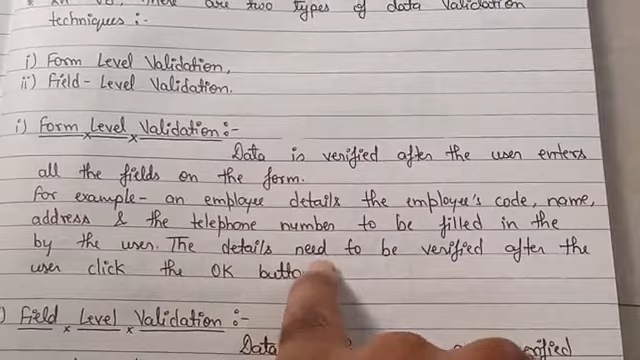 are two types of data Validation
techniques :-
i) Form Level Validation,
ii) Field-Level Validation.
i) Form Level Validation :-
Data is verified after the user enters
all the fields on the form.
for example- an employee details the employee's code, name,
address & the telephone number to be filled in the
by the user. The details need to be verified after the
user click the OK
Field Level Validation :-
Data